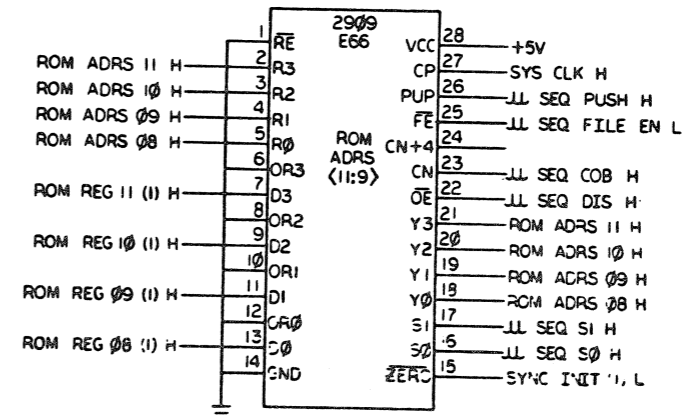 2909
E66
1 RE VCC 28 +5V
ROM ADRS 11 H 2 R3 CP 27 SYS CLK H
ROM ADRS 10 H 3 R2 PUP 26 SEQ PUSH H
ROM ADRS 09 H 4 R1 FE 25 SEQ FILE EN L
ROM ADRS 08 H 5 R0 ROM CN+4 24
6 OR3 ADRS CN 23 SEQ COB H
ROM REG 11 (1) H 7 D3 <11:9> OE 22 SEQ DIS H
8 OR2 Y3 21 ROM ADRS 11 H
ROM REG 10 (1) H 9 D2 Y2 20 ROM ADRS 10 H
10 OR1 Y1 19 ROM ADRS 09 H
ROM REG 09 (1) H 11 D1 Y0 18 ROM ADRS 08 H
12 OR0 S1 17 SEQ S1 H
ROM REG 08 (1) H 13 D0 S0 SEQ S0 H
14 GND ZERO 15 SYNC INIT L